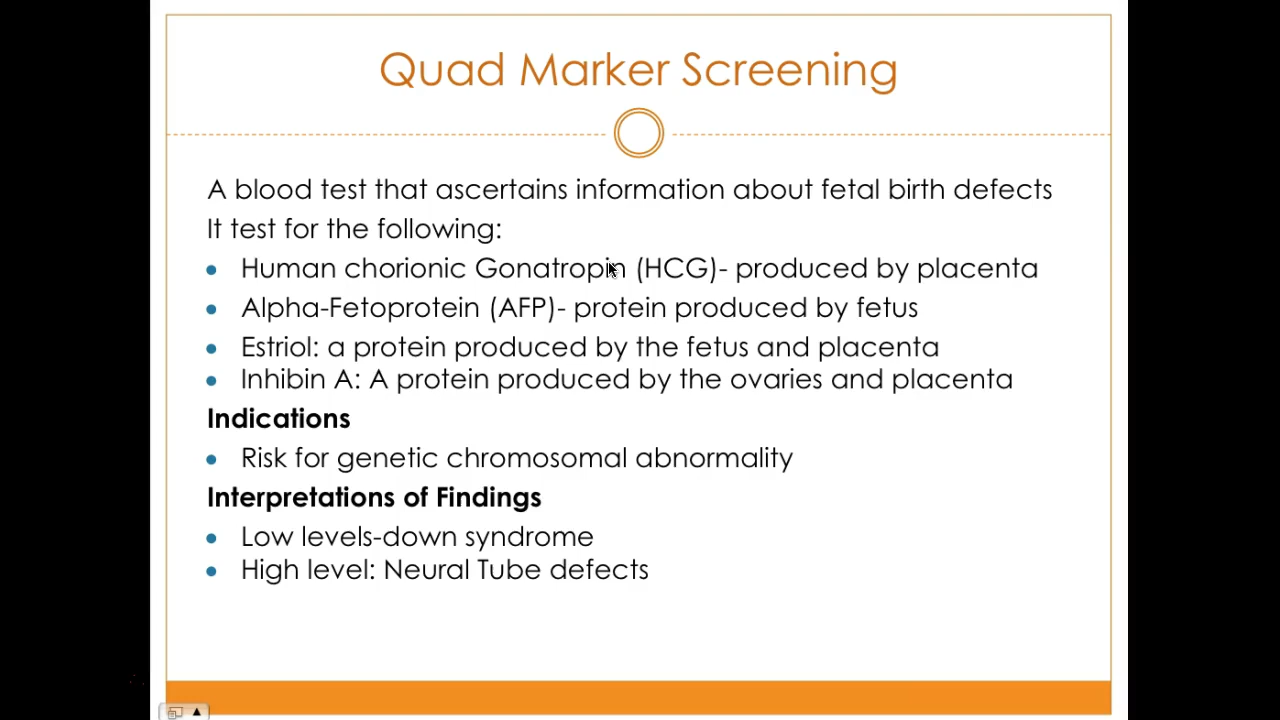 Quad Marker Screening
A blood test that ascertains information about fetal birth defects
It test for the following:
• Human chorionic Gonatropin (HCG)- produced by placenta
• Alpha-Fetoprotein (AFP)- protein produced by fetus
• Estriol: a protein produced by the fetus and placenta
• Inhibin A: A protein produced by the ovaries and placenta
Indications
• Risk for genetic chromosomal abnormality
Interpretations of Findings
• Low levels-down syndrome
• High level: Neural Tube defects